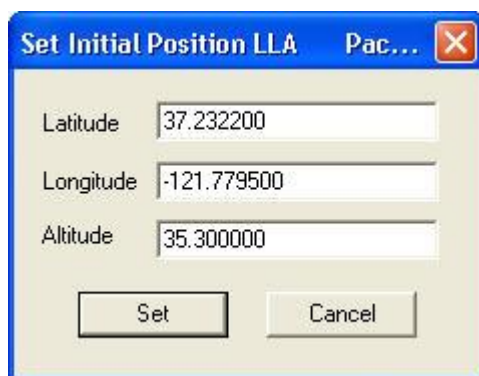 Set Initial Position LLA Pac...
Latitude 37.232200
Longitude -121.779500
Altitude 35.300000
Set Cancel